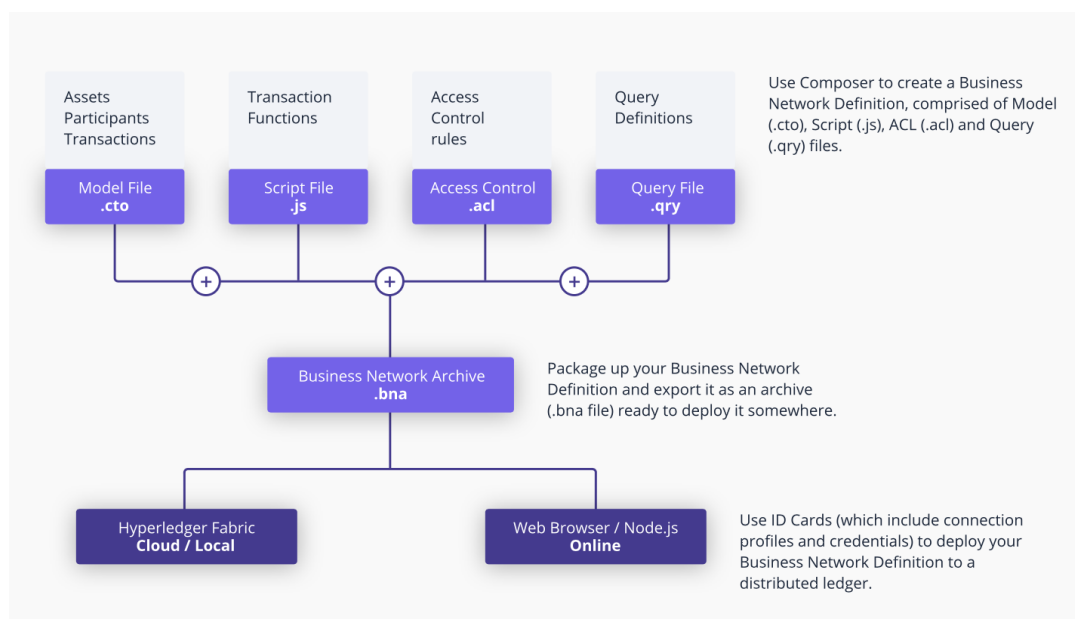 Assets
Participants
Transactions
Transaction
Functions
Access
Control
rules
Query
Definitions
Use Composer to create a Business
Network Definition, comprised of Model
(.cto), Script (.js), ACL (.acl) and Query
(.qry) files.
Model File
.cto
Script File
.js
Access Control
.acl
Query File
.qry
+
+
+
Business Network Archive
.bna
Package up your Business Network
Definition and export it as an archive
(.bna file) ready to deploy it somewhere.
Hyperledger Fabric
Cloud / Local
Web Browser / Node.js
Online
Use ID Cards (which include connection
profiles and credentials) to deploy your
Business Network Definition to a
distributed ledger.